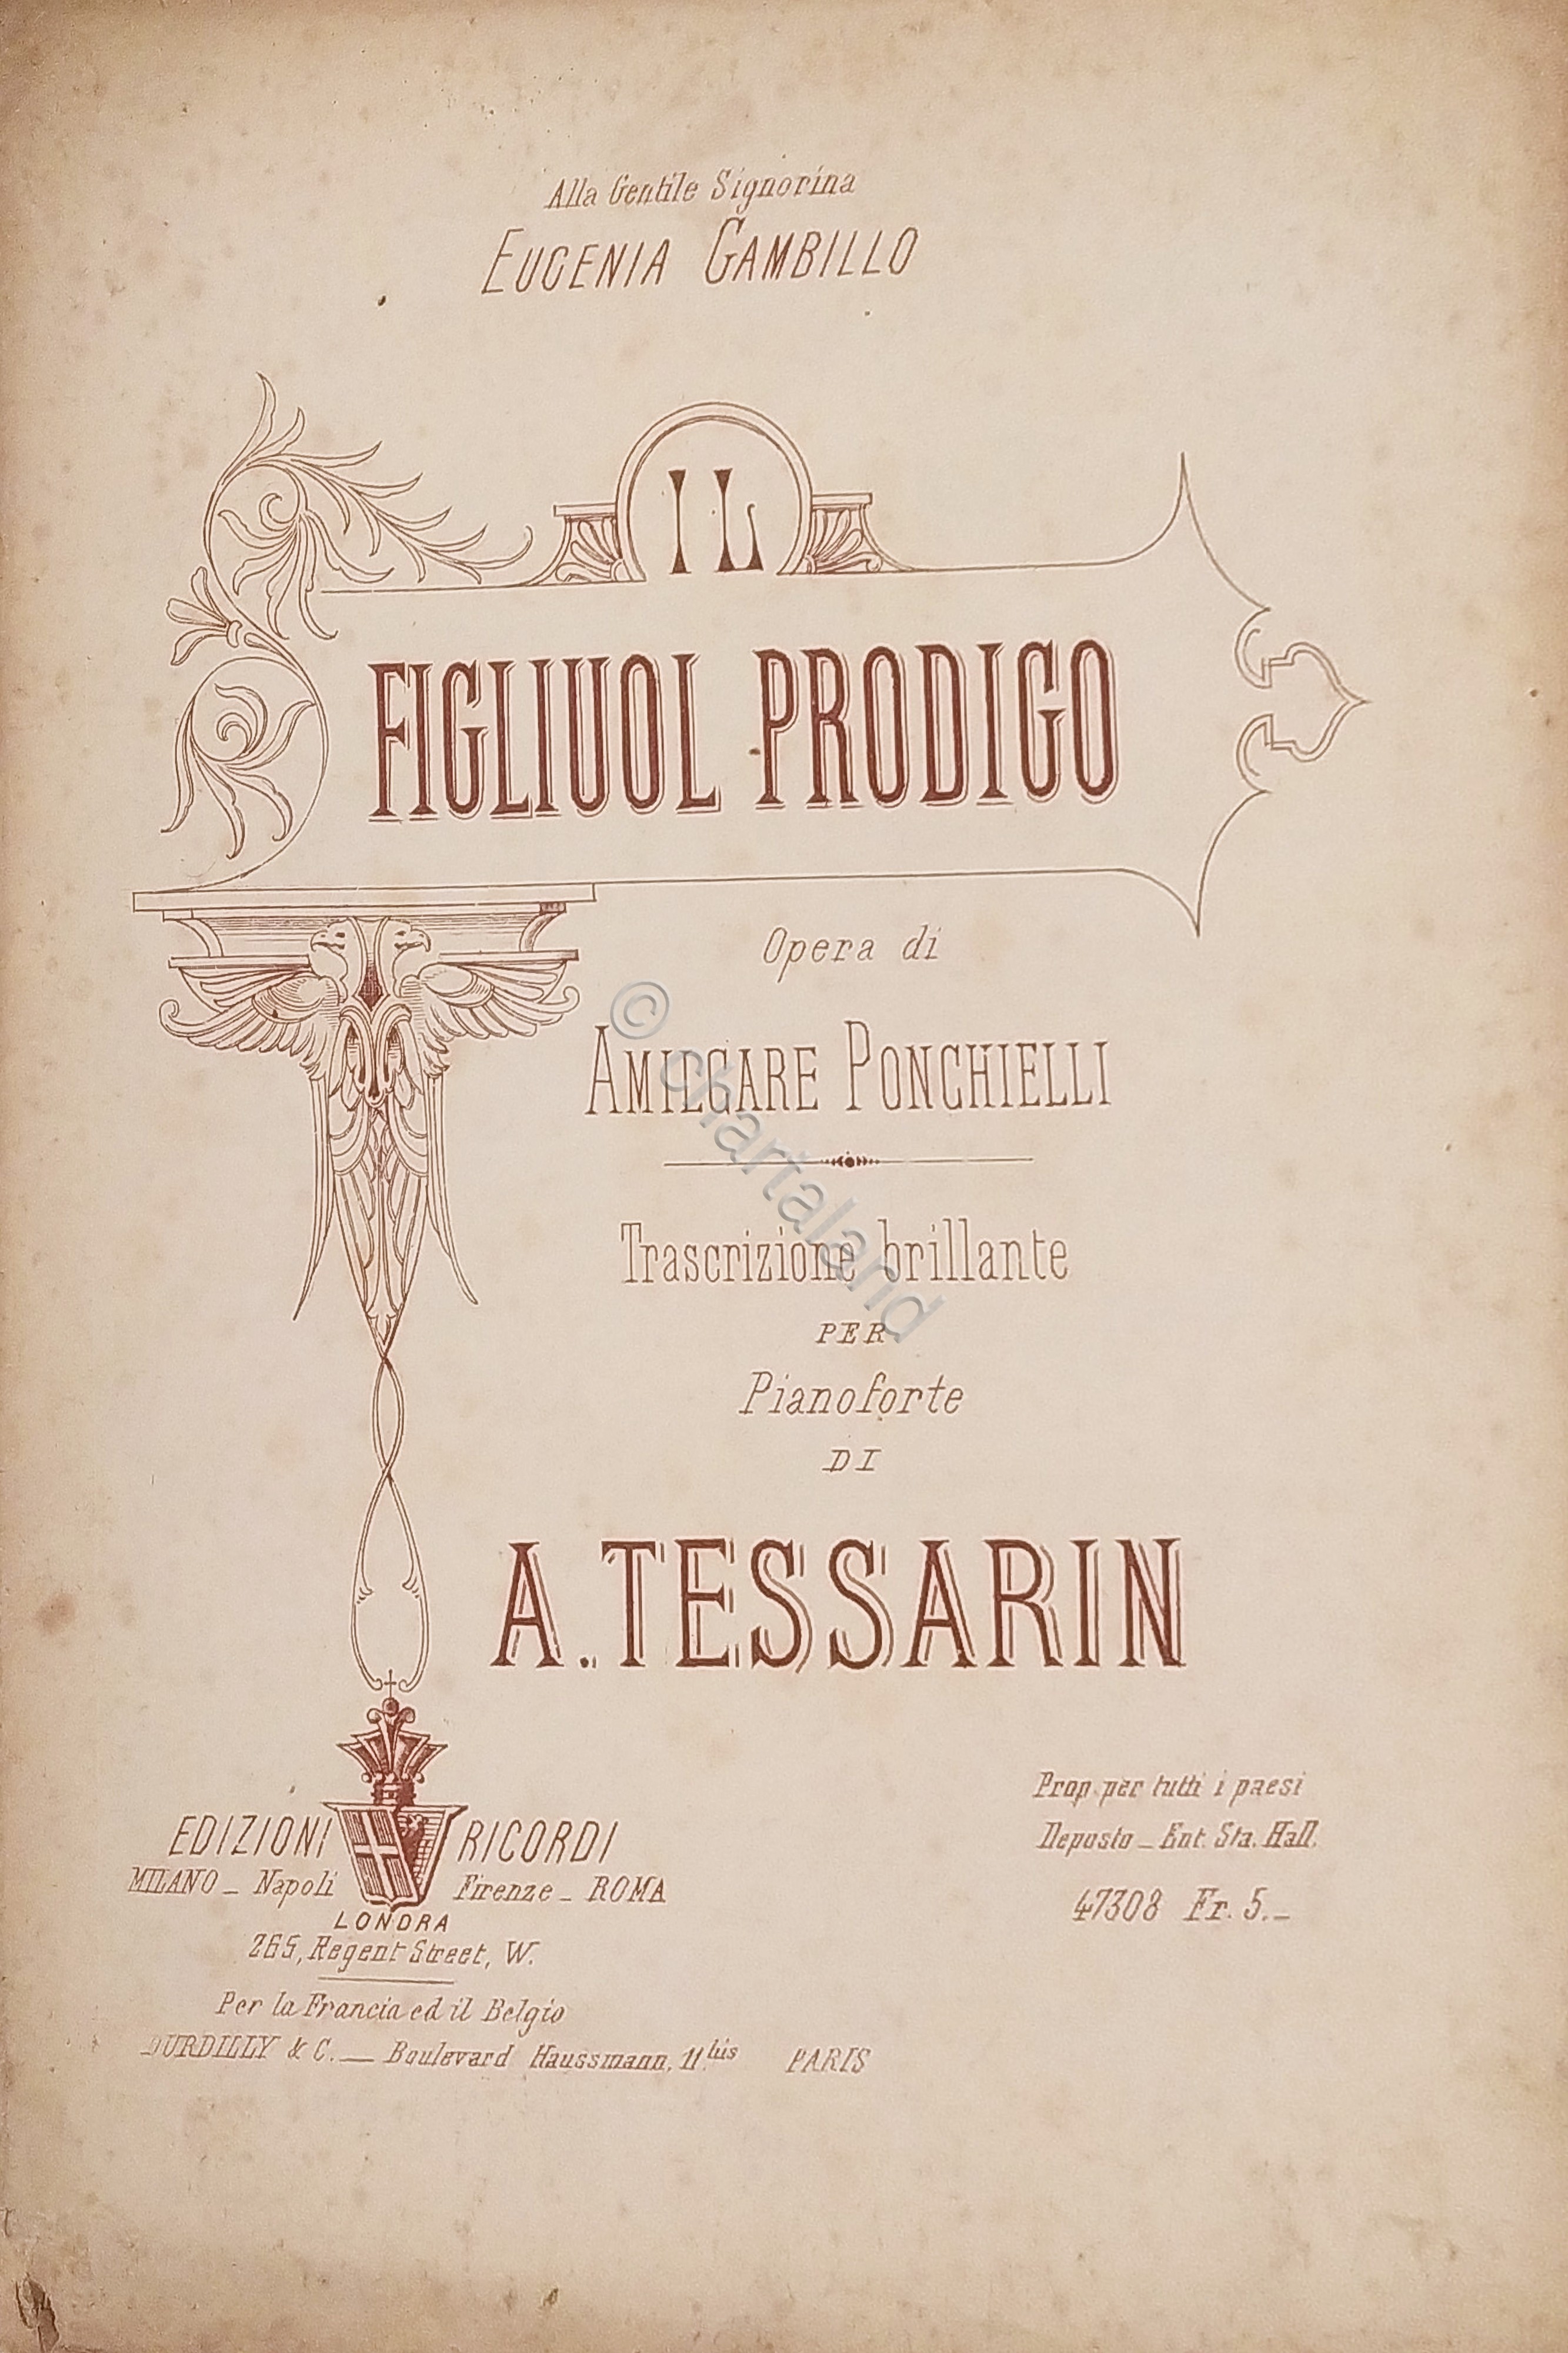 Alla Gentile Signorina
EUGENIA GAMBILLO
IL
FIGLIUOL PRODIGO
Opera di
AMILCARE PONCHIELLI
Trascrizione brillante
PER
Pianoforte
DI
A. TESSARIN
EDIZIONI RICORDI
MILANO _ Napoli Firenze _ ROMA
LONDRA
265, Regent Street, W.
Per la Francia ed il Belgio
DURDILLY & C. _ Boulevard Haussmann, 11.bis PARIS
Prop. per tutti i paesi
Deposto _ Ent. Sta. Hall.
47308 Fr. 5._
© chartaland